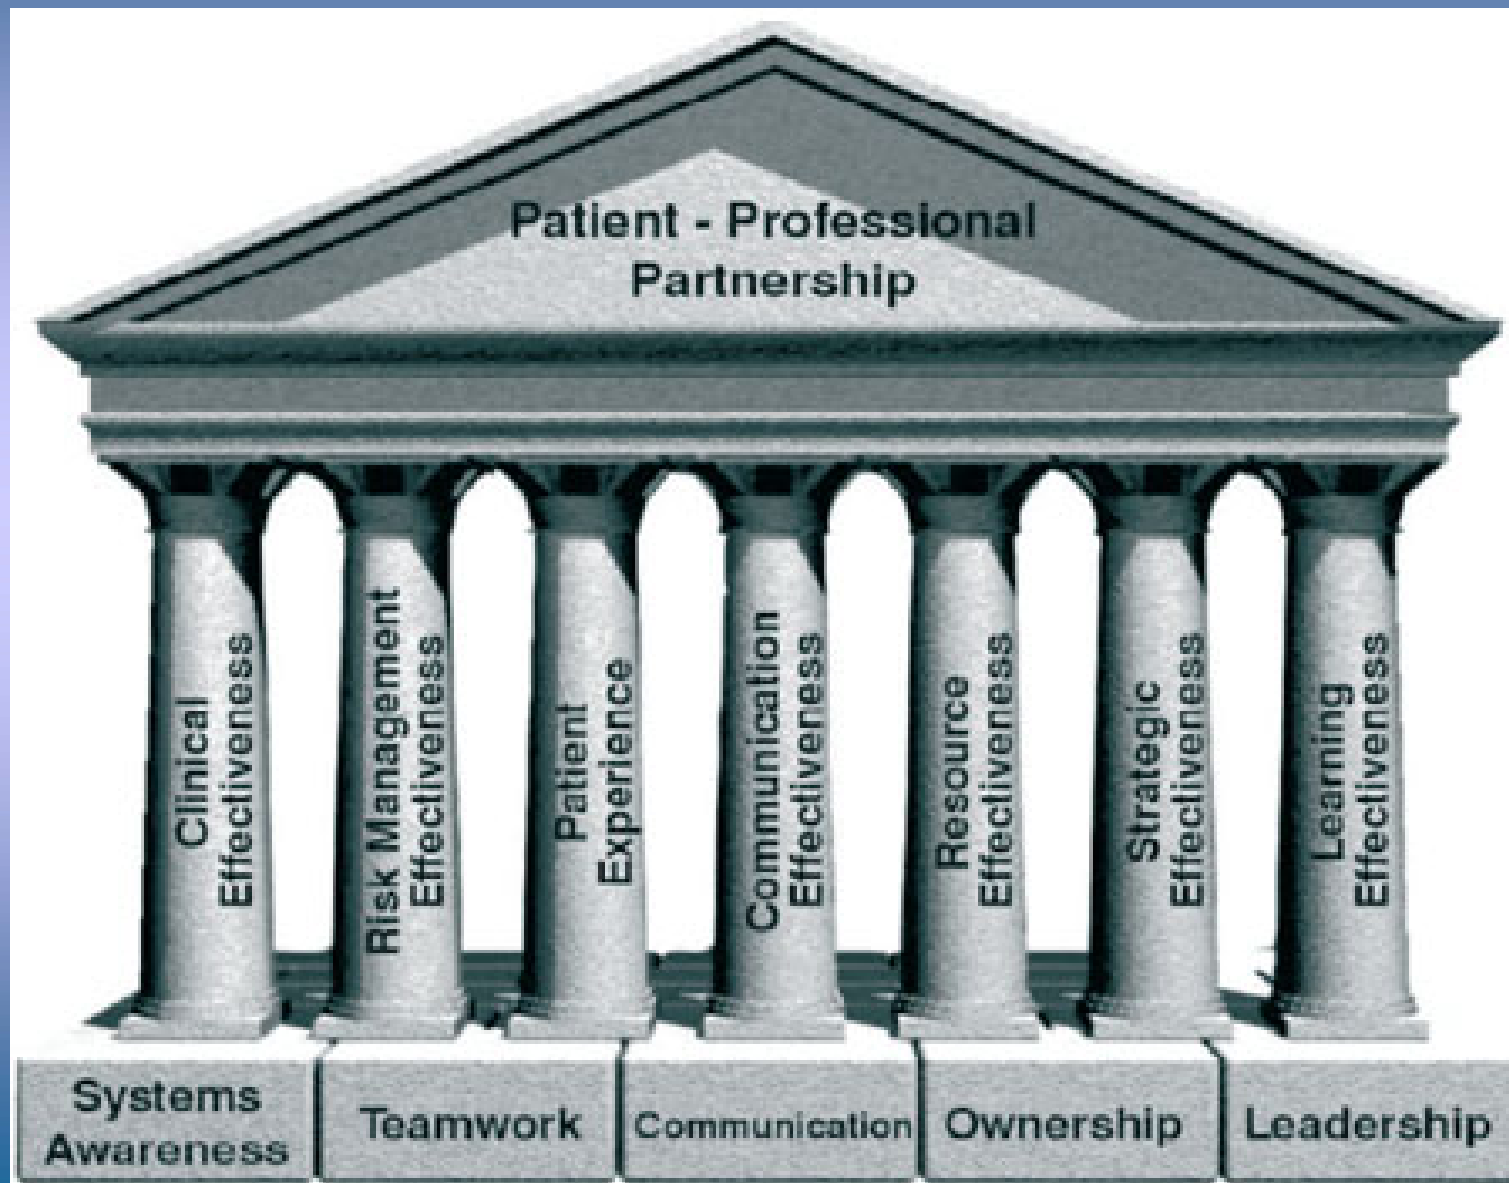 Patient - Professional
Partnership
Clinical
Effectiveness
Risk Management
Effectiveness
Patient
Experience
Communication
Effectiveness
Resource
Effectiveness
Strategic
Effectiveness
Learning
Effectiveness
Systems
Awareness
Teamwork
Communication
Ownership
Leadership